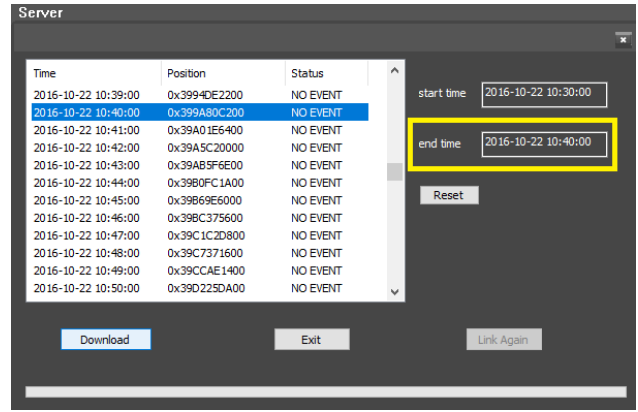 Server
Time Position Status
2016-10-22 10:39:00 0x3994DE2200 NO EVENT
2016-10-22 10:40:00 0x399A80C200 NO EVENT
2016-10-22 10:41:00 0x39A01E6400 NO EVENT
2016-10-22 10:42:00 0x39A5C20000 NO EVENT
2016-10-22 10:43:00 0x39AB5F6E00 NO EVENT
2016-10-22 10:44:00 0x39B0FC1A00 NO EVENT
2016-10-22 10:45:00 0x39B69E6000 NO EVENT
2016-10-22 10:46:00 0x39BC375600 NO EVENT
2016-10-22 10:47:00 0x39C1C2D800 NO EVENT
2016-10-22 10:48:00 0x39C7371600 NO EVENT
2016-10-22 10:49:00 0x39CCAE1400 NO EVENT
2016-10-22 10:50:00 0x39D225DA00 NO EVENT
start time 2016-10-22 10:30:00
end time 2016-10-22 10:40:00
Reset
Download Exit Link Again